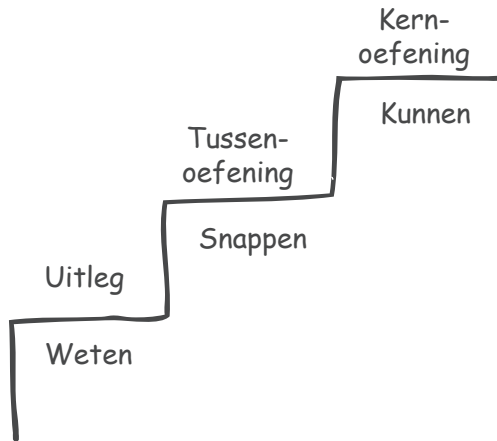 Kern-
oefening
Kunnen
Tussen-
oefening
Snappen
Uitleg
Weten